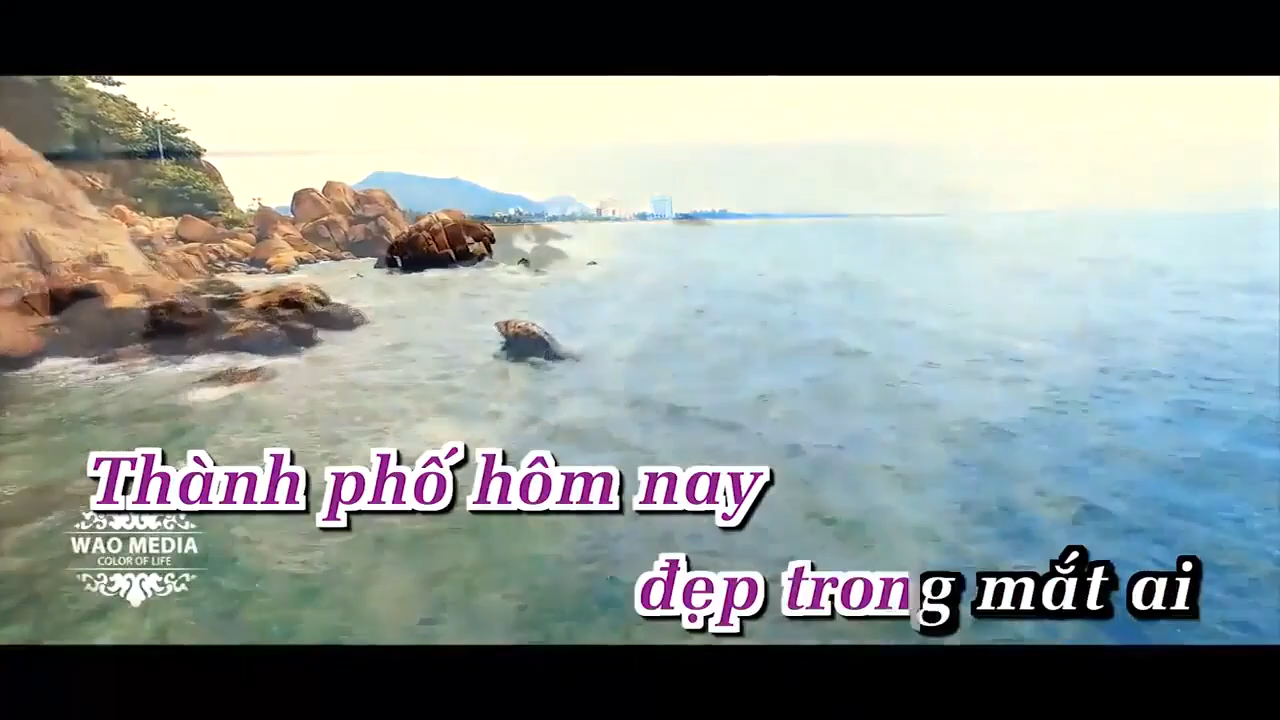 Thành phố hôm nay
WAO MEDIA
COLOR OF LIFE
đẹp trong mắt ai